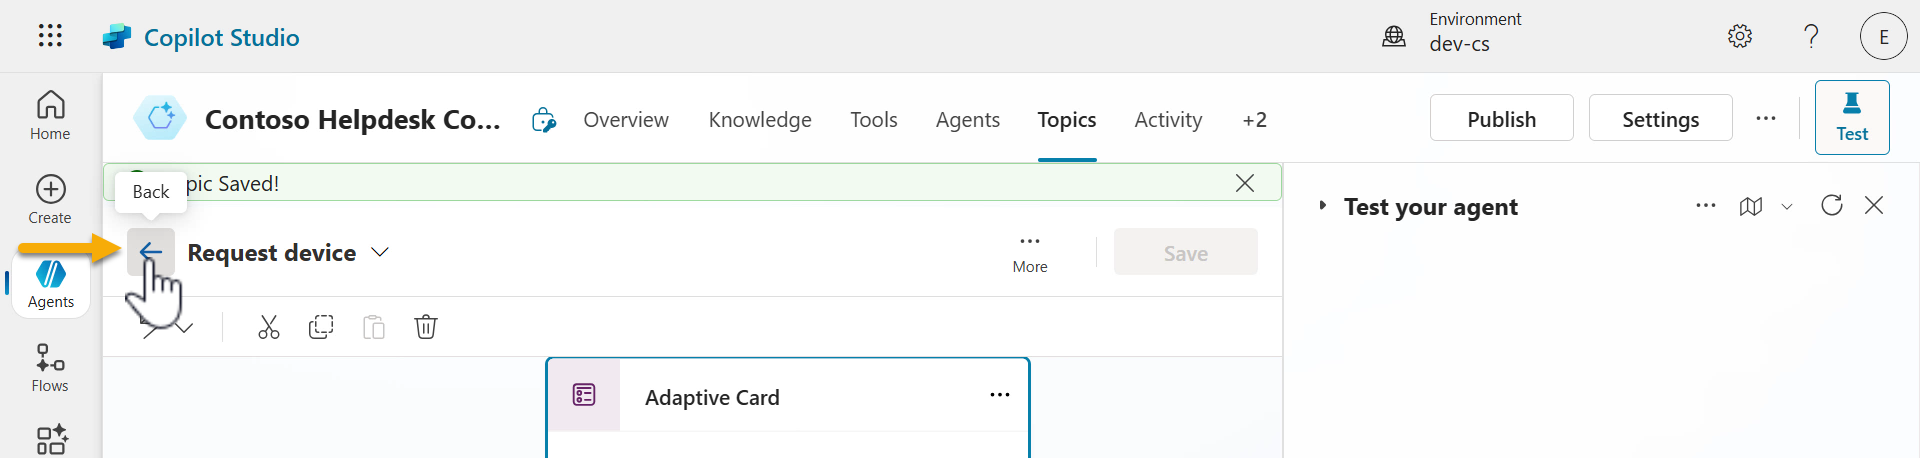 Copilot Studio
Environment
dev-cs
?
E
Home
Create
Agents
Flows
Contoso Helpdesk Co...
Overview
Knowledge
Tools
Agents
Topics
Activity
+2
Publish
Settings
...
Test
pic Saved!
Back
Request device
...
More
Save
Adaptive Card
...
Test your agent
...